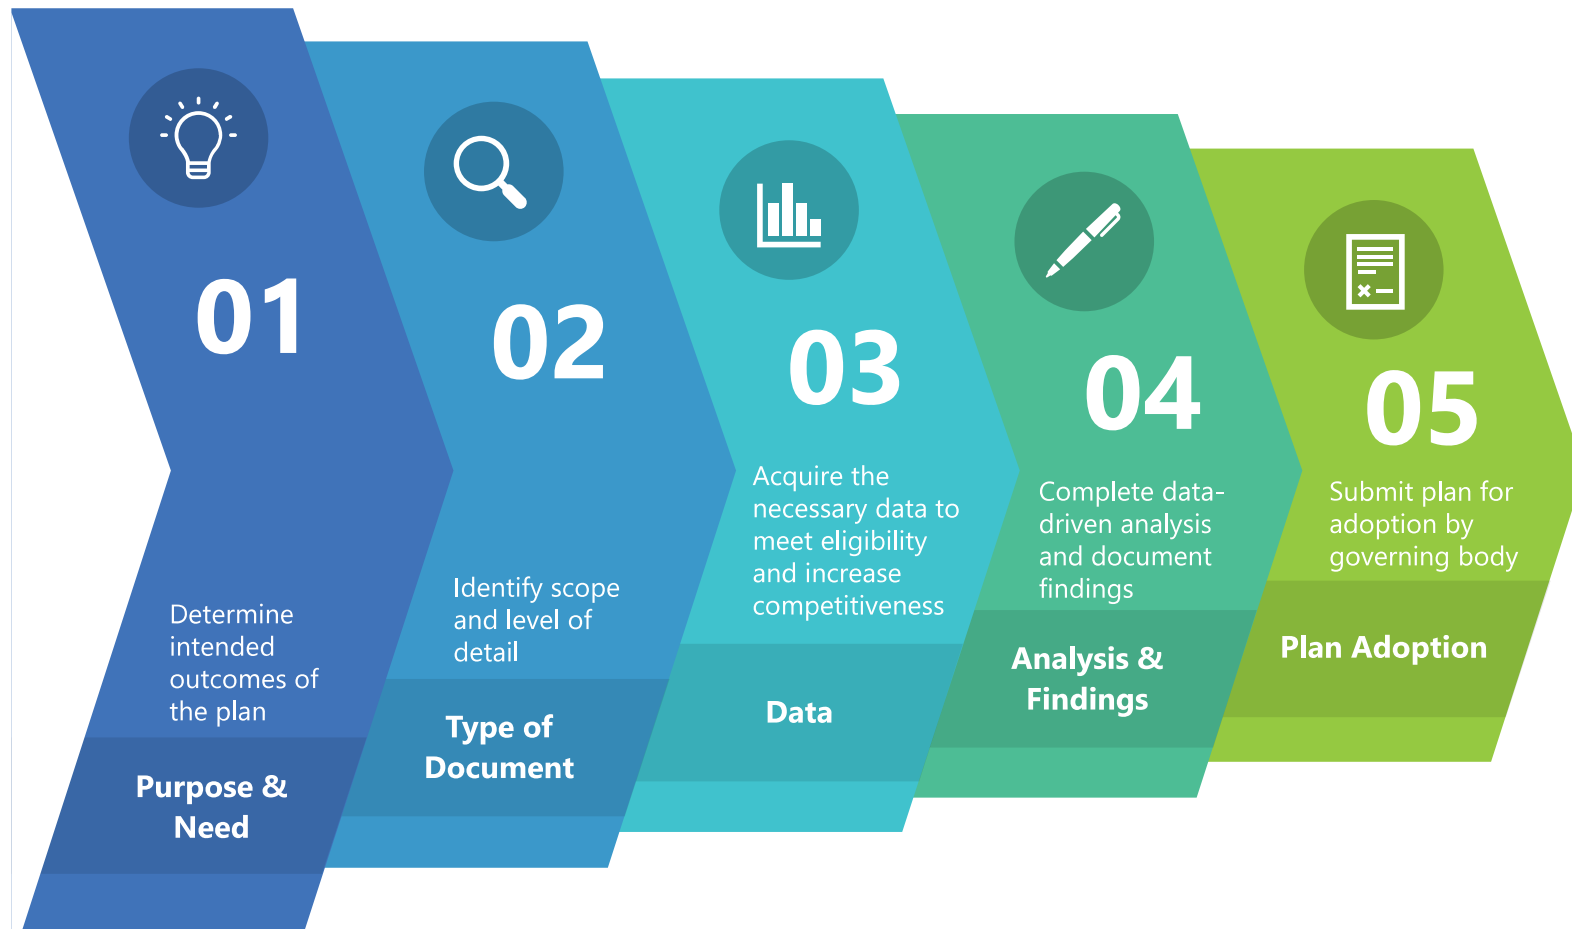 01
Determine
intended
outcomes of
the plan
Purpose &
Need
02
Identify scope
and level of
detail
Type of
Document
03
Acquire the
necessary data to
meet eligibility
and increase
competitiveness
Data
04
Complete data-
driven analysis
and document
findings
Analysis &
Findings
05
Submit plan for
adoption by
governing body
Plan Adoption